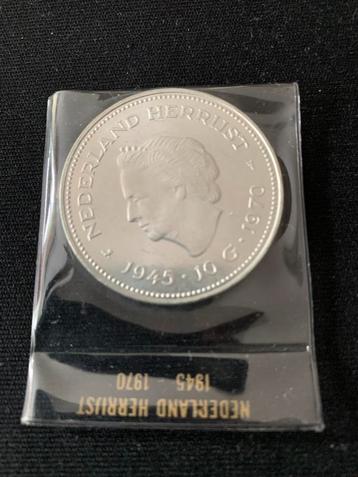 NEDERLAND HERRIJST
1945 · 10 G · 1970
NEDERLAND HERRIJST
1945 - 1970